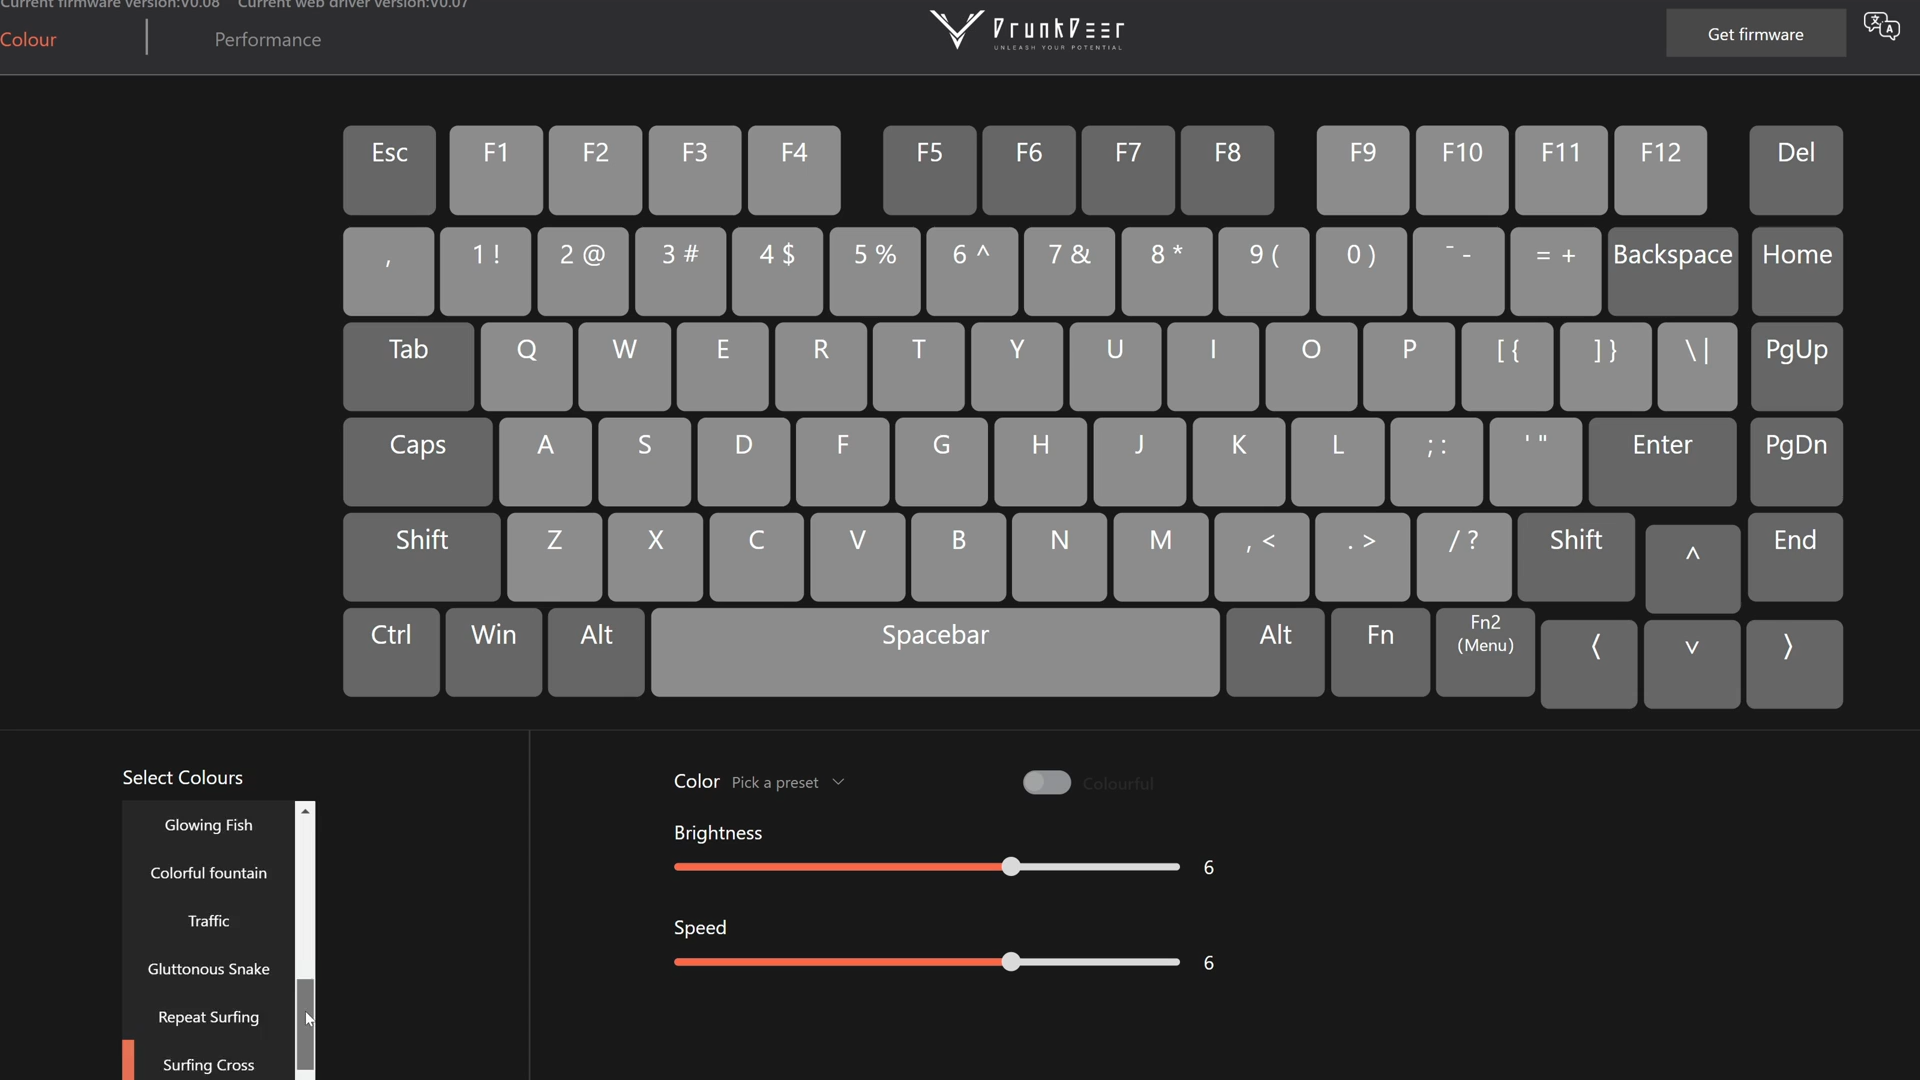 Current firmware version:V0.08 Current web driver version:V0.07
Colour Performance
DrunkDeer
UNLEASH YOUR POTENTIAL
Get firmware
Esc F1 F2 F3 F4 F5 F6 F7 F8 F9 F10 F11 F12 Del
, 1 ! 2 @ 3 # 4 $ 5 % 6 ^ 7 & 8 * 9 ( 0 ) ¯ - = + Backspace Home
Tab Q W E R T Y U I O P [ { ] } \ | PgUp
Caps A S D F G H J K L ; : ' " Enter PgDn
Shift Z X C V B N M , < . > / ? Shift ^ End
Ctrl Win Alt Spacebar Alt Fn Fn2 (Menu) ⟨ v ⟩
Select Colours
Glowing Fish
Colorful fountain
Traffic
Gluttonous Snake
Repeat Surfing
Surfing Cross
Color Pick a preset Colourful
Brightness
6
Speed
6